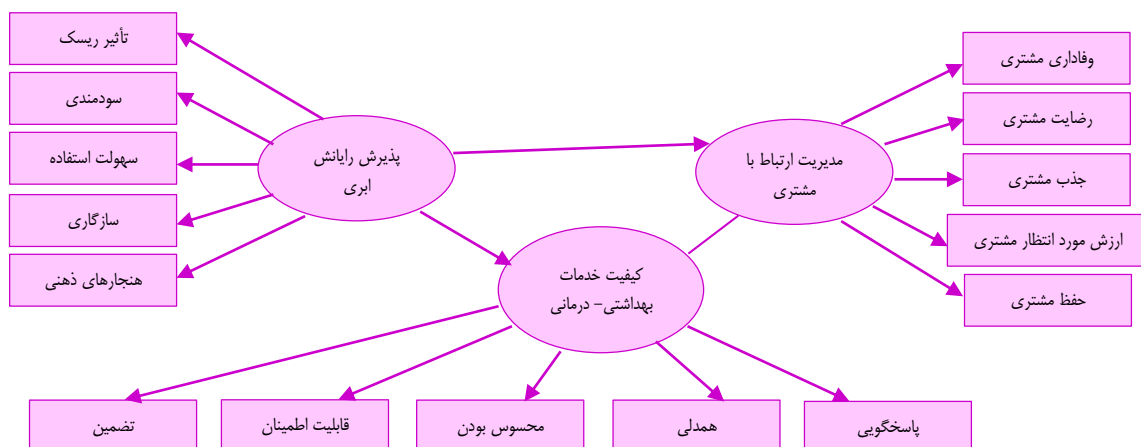 تأثیر ریسک
سودمندی
سهولت استفاده
سازگاری
هنجارهای ذهنی
پذیرش رایانش
ابری
مدیریت ارتباط با
مشتری
وفاداری مشتری
رضایت مشتری
جذب مشتری
ارزش مورد انتظار مشتری
حفظ مشتری
کیفیت خدمات
بهداشتی- درمانی
پاسخگویی
همدلی
محسوس بودن
قابلیت اطمینان
تضمین